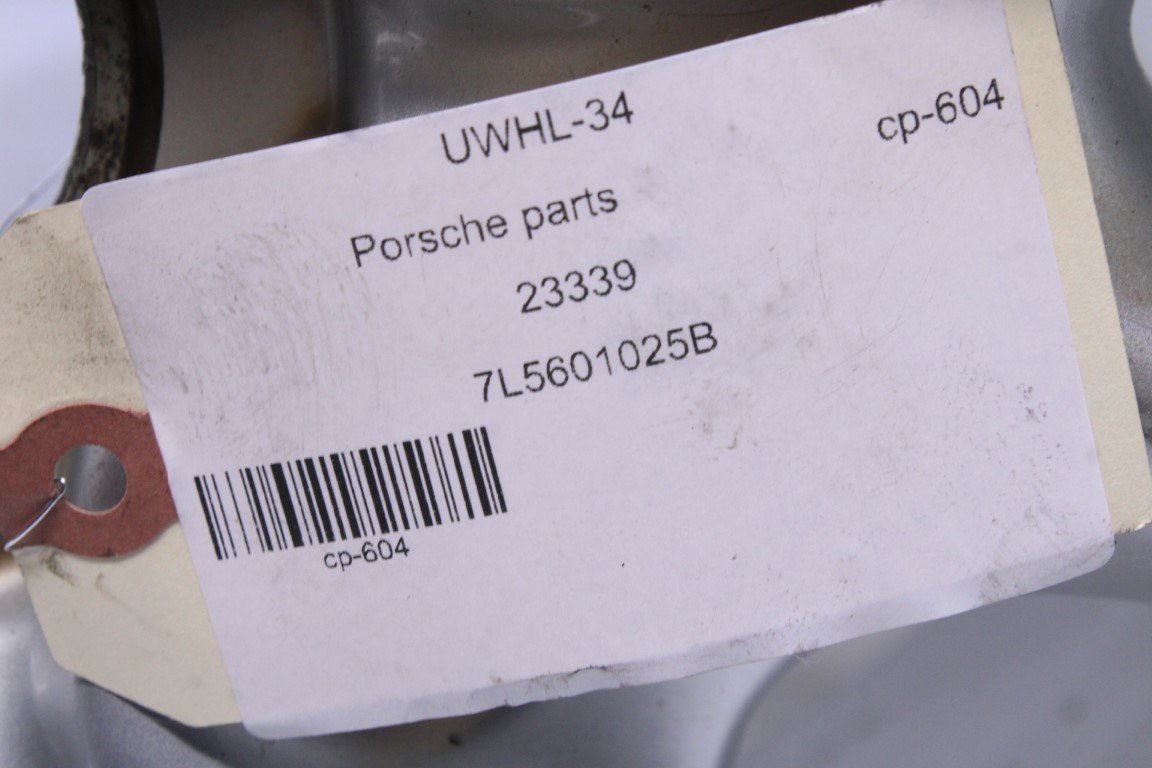 UWHL-34
cp-604
Porsche parts
23339
7L5601025B
cp-604